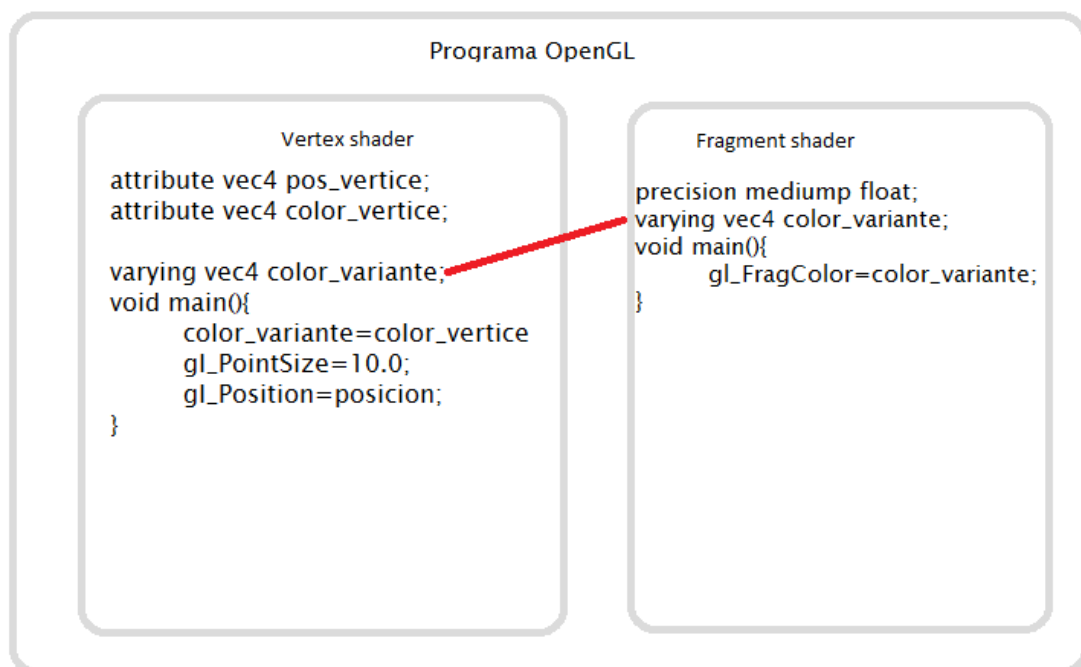 Programa OpenGL
Vertex shader
attribute vec4 pos_vertice;
attribute vec4 color_vertice;
varying vec4 color_variante;
void main(){
color_variante=color_vertice
gl_PointSize=10.0;
gl_Position=posicion;
}
Fragment shader
precision mediump float;
varying vec4 color_variante;
void main(){
gl_FragColor=color_variante;
}